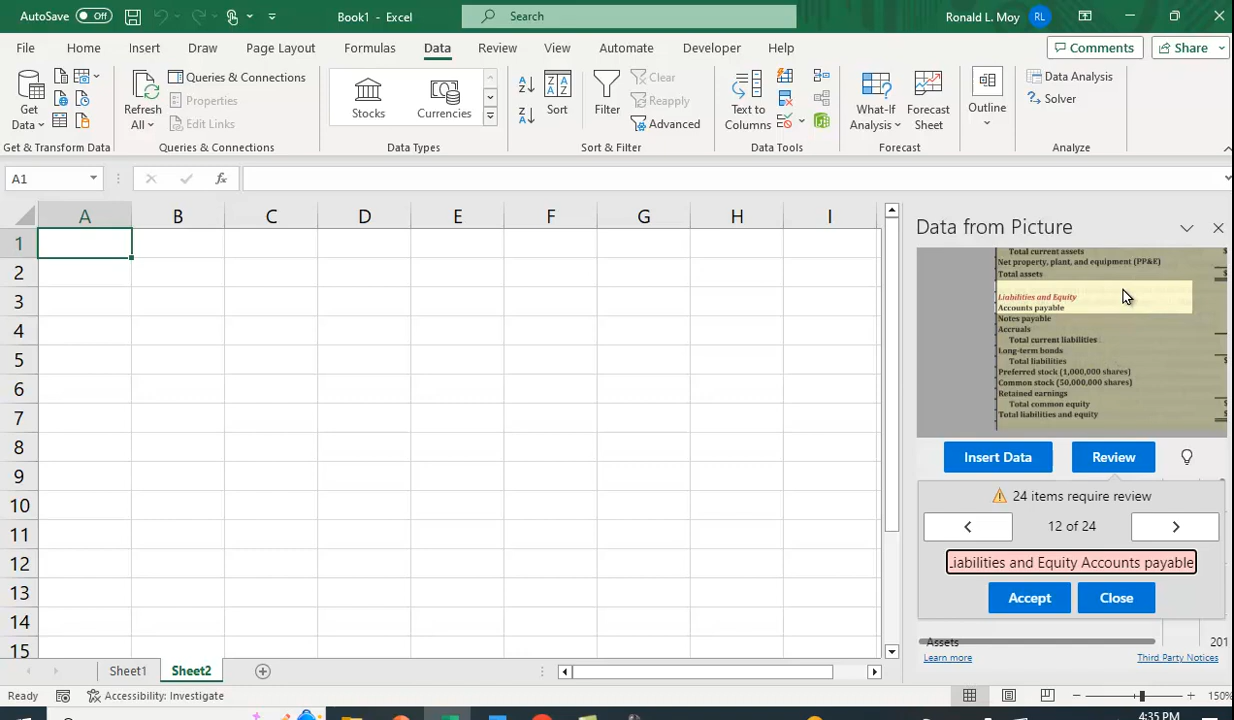 AutoSave Off Book1 - Excel Search Ronald L. Moy RL
File Home Insert Draw Page Layout Formulas Data Review View Automate Developer Help Comments Share
Get Data
Refresh All
Queries & Connections
Properties
Edit Links
Stocks
Currencies
Sort
Filter
Clear
Reapply
Advanced
Text to Columns
What-If Analysis
Forecast Sheet
Outline
Data Analysis
Solver
Get & Transform Data Queries & Connections Data Types Sort & Filter Data Tools Forecast Analyze
A1 fx
A B C D E F G H I
1
2
3
4
5
6
7
8
9
10
11
12
13
14
15
Data from Picture
Total current assets
Net property, plant, and equipment (PP&E)
Total assets
Liabilities and Equity
Accounts payable
Notes payable
Accruals
Total current liabilities
Long-term bonds
Total liabilities
Preferred stock (1,000,000 shares)
Common stock (50,000,000 shares)
Retained earnings
Total common equity
Total liabilities and equity
Insert Data Review
24 items require review
12 of 24
iabilities and Equity Accounts payable
Accept Close
Assets 201
Learn more Third Party Notices
Sheet1 Sheet2
Ready Accessibility: Investigate 150%
4:35 PM